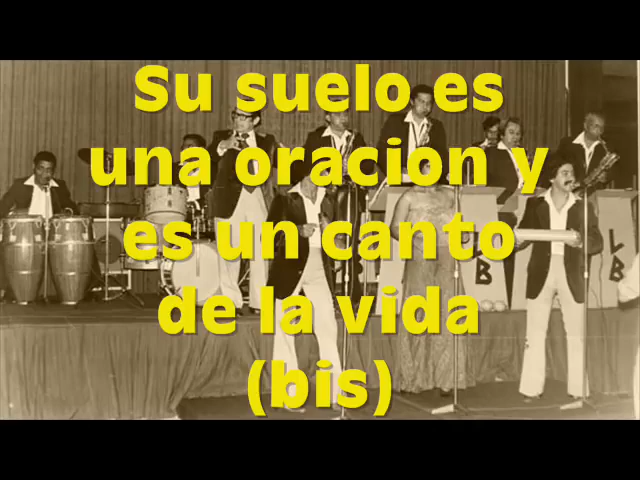 Su suelo es
una oracion y
es un canto
de la vida
(bis)
L
B
L
B